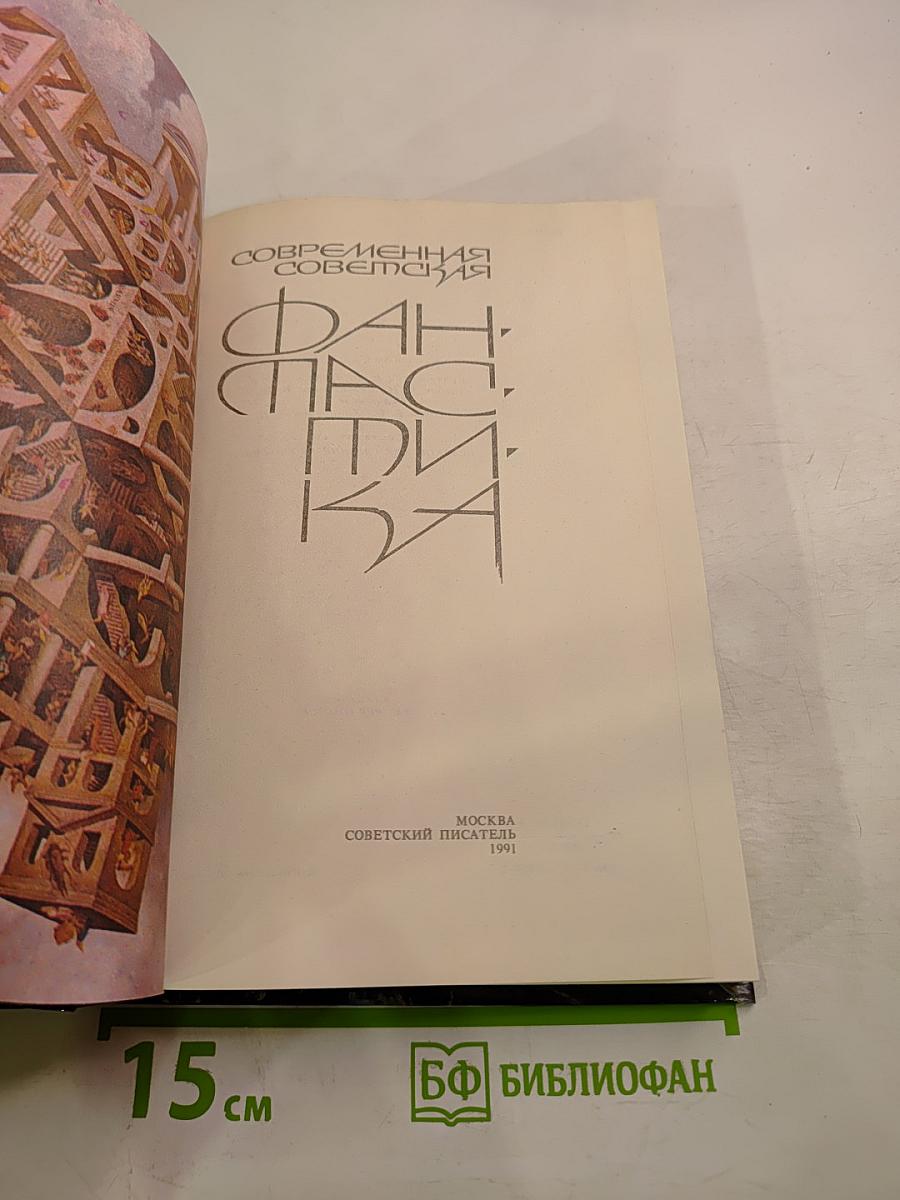 СОВРЕМЕННАЯ
СОВЕТСКАЯ
ФАН·
ТАС·
ТИ·
КА
МОСКВА
СОВЕТСКИЙ ПИСАТЕЛЬ
1991
15 см
БФ БИБЛИОФАН